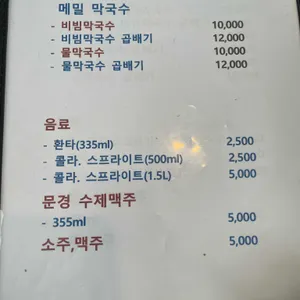 메밀 막국수
- 비빔막국수 10,000
- 비빔막국수 곱배기 12,000
- 물막국수 10,000
- 물막국수 곱배기 12,000
음료
- 환타(335ml) 2,500
- 콜라. 스프라이트(500ml) 2,500
- 콜라. 스프라이트(1.5L) 5,000
문경 수제맥주
- 355ml 5,000
소주,맥주 5,000